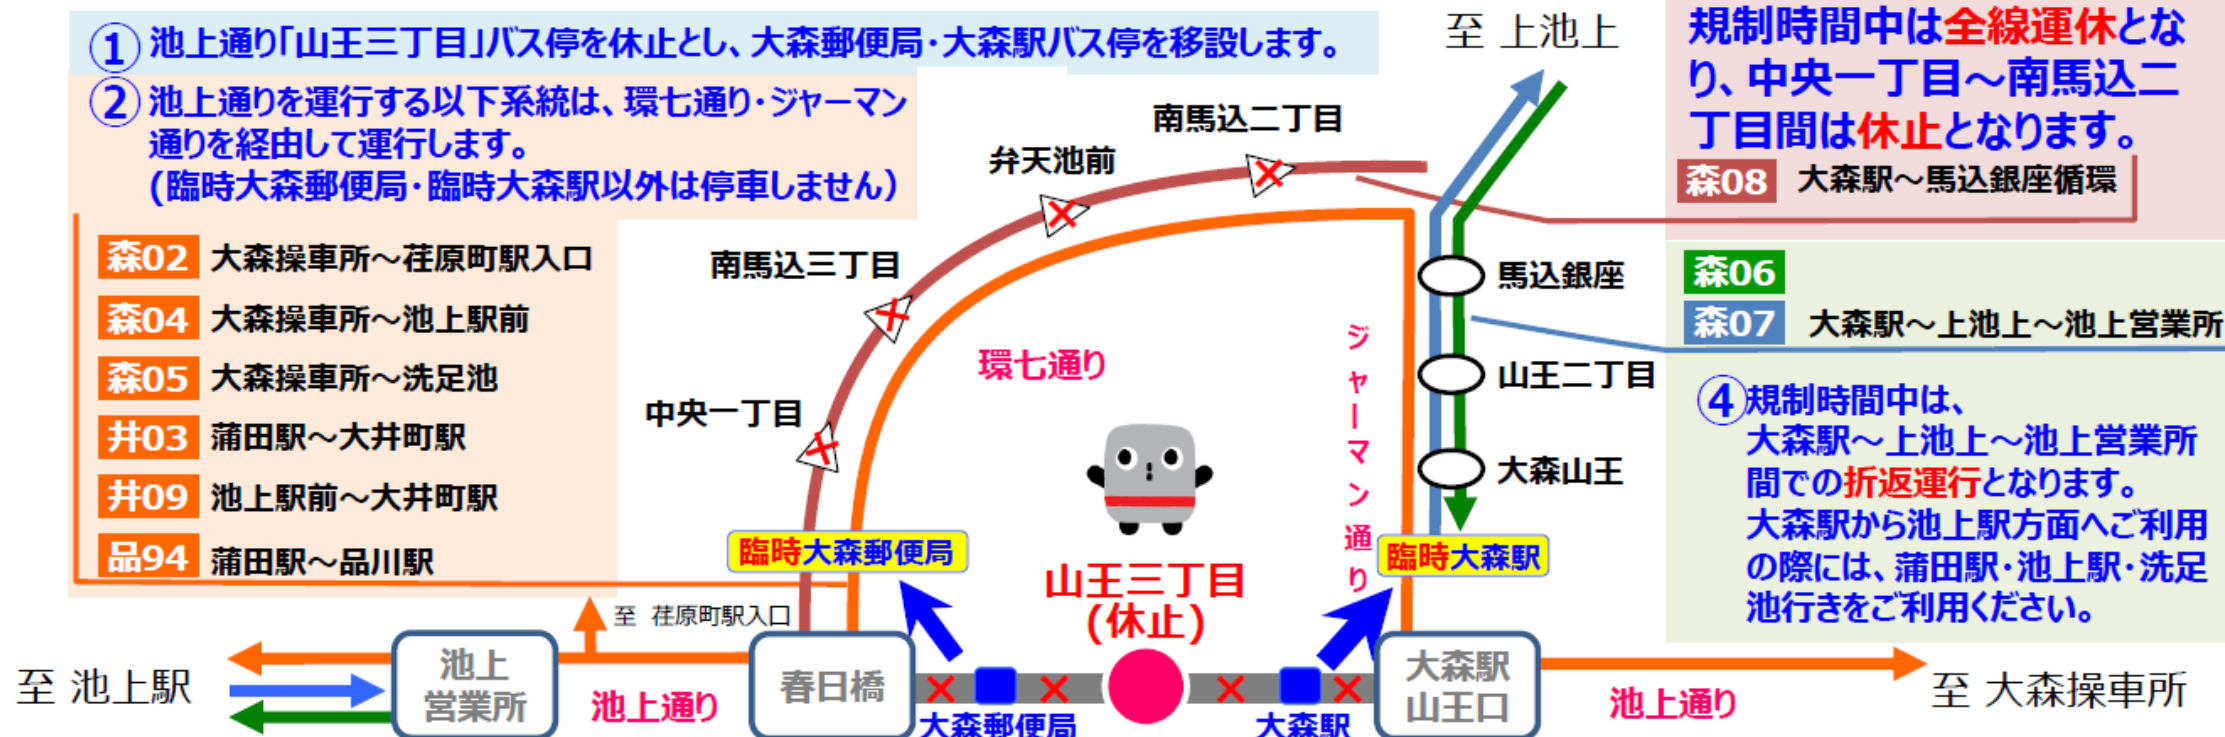 ① 池上通り「山王三丁目」バス停を休止とし、大森郵便局・大森駅バス停を移設します。
② 池上通りを運行する以下系統は、環七通り・ジャーマン
通りを経由して運行します。
(臨時大森郵便局・臨時大森駅以外は停車しません)
森02 大森操車所～荏原町駅入口
森04 大森操車所～池上駅前
森05 大森操車所～洗足池
井03 蒲田駅～大井町駅
井09 池上駅前～大井町駅
品94 蒲田駅～品川駅
至 上池上
規制時間中は全線運休とな
り、中央一丁目～南馬込二
丁目間は休止となります。
森08 大森駅～馬込銀座循環
森06
森07 大森駅～上池上～池上営業所
④ 規制時間中は、
大森駅～上池上～池上営業所
間での折返運行となります。
大森駅から池上駅方面へご利用
の際には、蒲田駅・池上駅・洗足
池行きをご利用ください。
南馬込二丁目
弁天池前
南馬込三丁目
中央一丁目
環七通り
ジャーマン通り
馬込銀座
山王二丁目
大森山王
臨時大森郵便局
臨時大森駅
山王三丁目
(休止)
至 荏原町駅入口
至 池上駅
池上
営業所
池上通り
春日橋
大森郵便局
大森駅
大森駅
山王口
池上通り
至 大森操車所